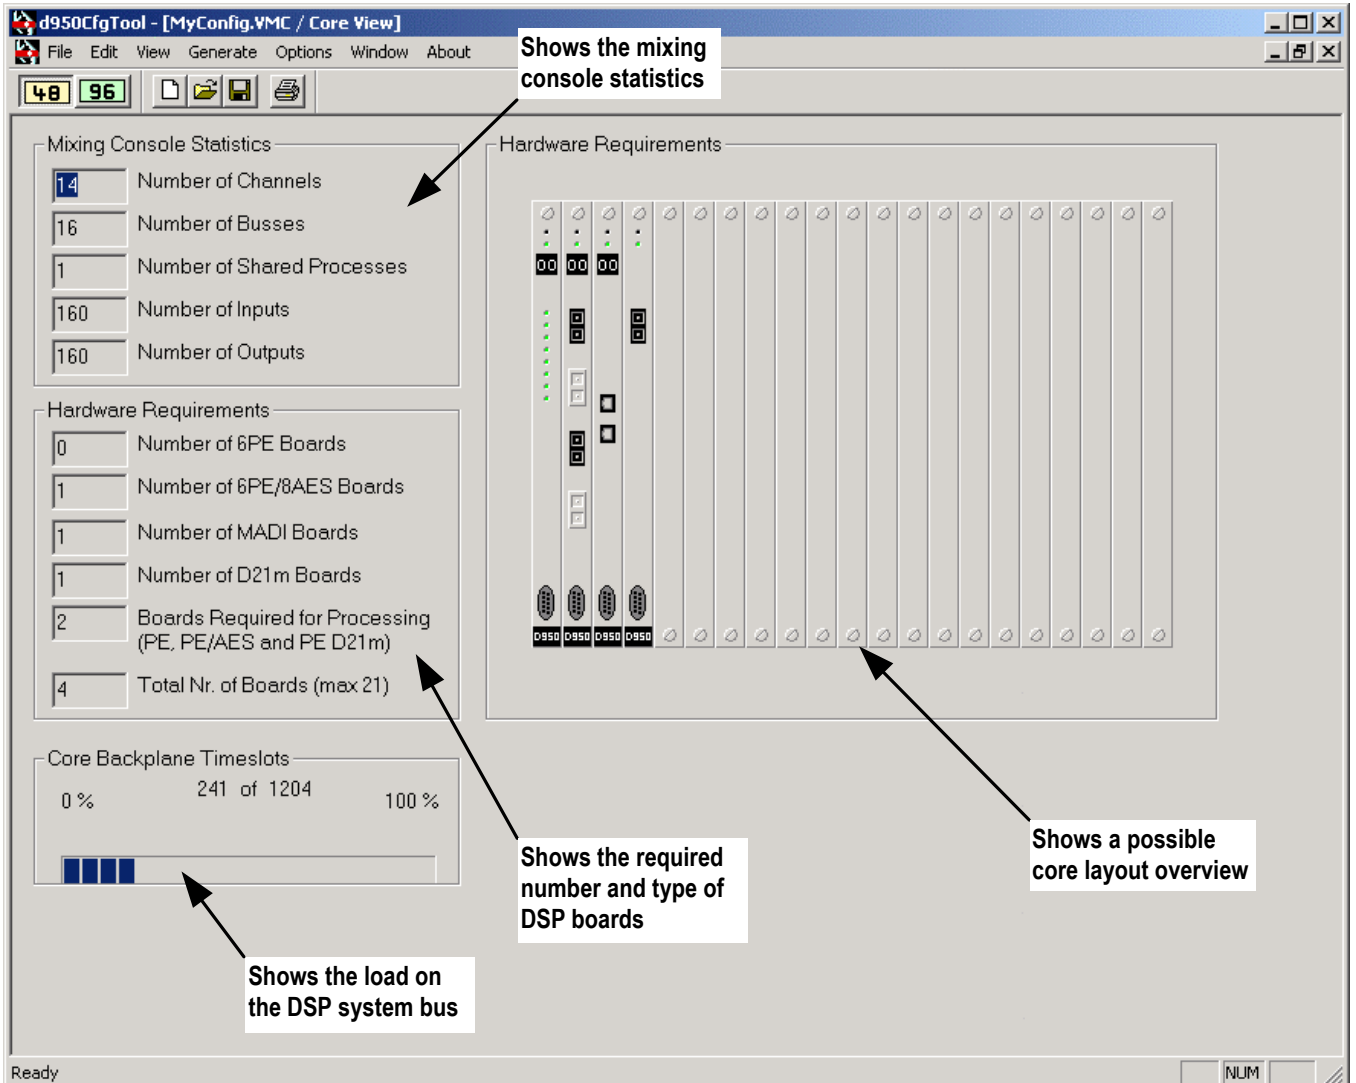 d950CfgTool - [MyConfig.VMC / Core View]
File Edit View Generate Options Window About
48 96
Shows the mixing
console statistics
Mixing Console Statistics
14 Number of Channels
16 Number of Busses
1 Number of Shared Processes
160 Number of Inputs
160 Number of Outputs
Hardware Requirements
0 Number of 6PE Boards
1 Number of 6PE/8AES Boards
1 Number of MADI Boards
1 Number of D21m Boards
2 Boards Required for Processing
(PE, PE/AES and PE D21m)
4 Total Nr. of Boards (max 21)
Core Backplane Timeslots
241 of 1204
0 % 100 %
Hardware Requirements
00 00 00
D950 D950 D950 D950
Shows the required
number and type of
DSP boards
Shows a possible
core layout overview
Shows the load on
the DSP system bus
Ready NUM